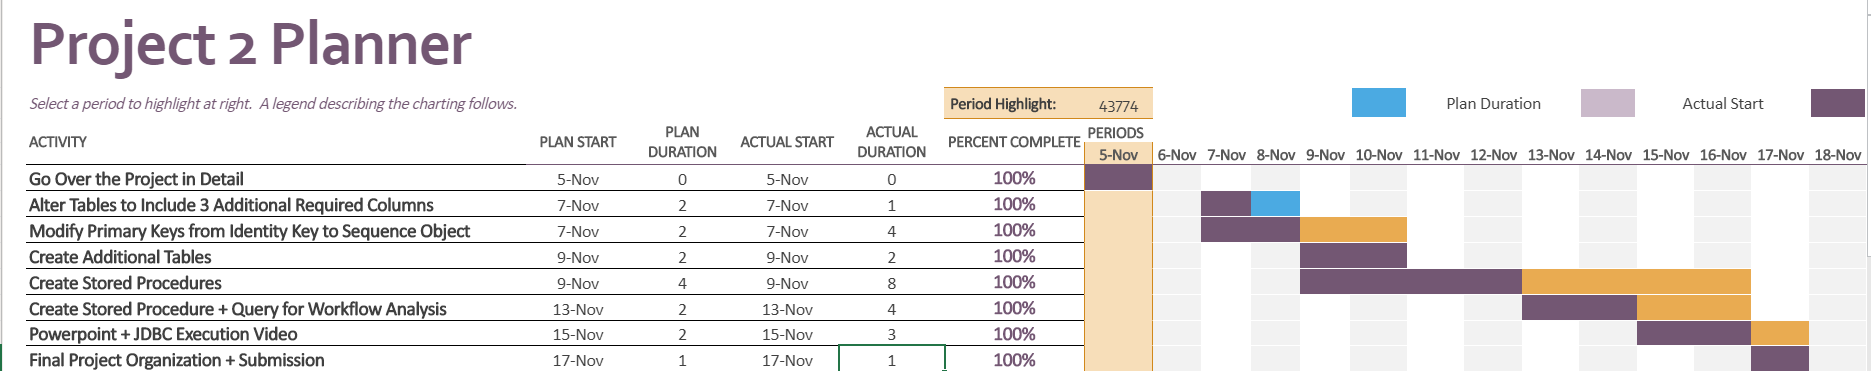 Project 2 Planner
Select a period to highlight at right.  A legend describing the charting follows.
Period Highlight: 43774
Plan Duration Actual Start
ACTIVITY PLAN START PLAN DURATION ACTUAL START ACTUAL DURATION PERCENT COMPLETE PERIODS
5-Nov 6-Nov 7-Nov 8-Nov 9-Nov 10-Nov 11-Nov 12-Nov 13-Nov 14-Nov 15-Nov 16-Nov 17-Nov 18-Nov
Go Over the Project in Detail 5-Nov 0 5-Nov 0 100%
Alter Tables to Include 3 Additional Required Columns 7-Nov 2 7-Nov 1 100%
Modify Primary Keys from Identity Key to Sequence Object 7-Nov 2 7-Nov 4 100%
Create Additional Tables 9-Nov 2 9-Nov 2 100%
Create Stored Procedures 9-Nov 4 9-Nov 8 100%
Create Stored Procedure + Query for Workflow Analysis 13-Nov 2 13-Nov 4 100%
Powerpoint + JDBC Execution Video 15-Nov 2 15-Nov 3 100%
Final Project Organization + Submission 17-Nov 1 17-Nov 1 100%